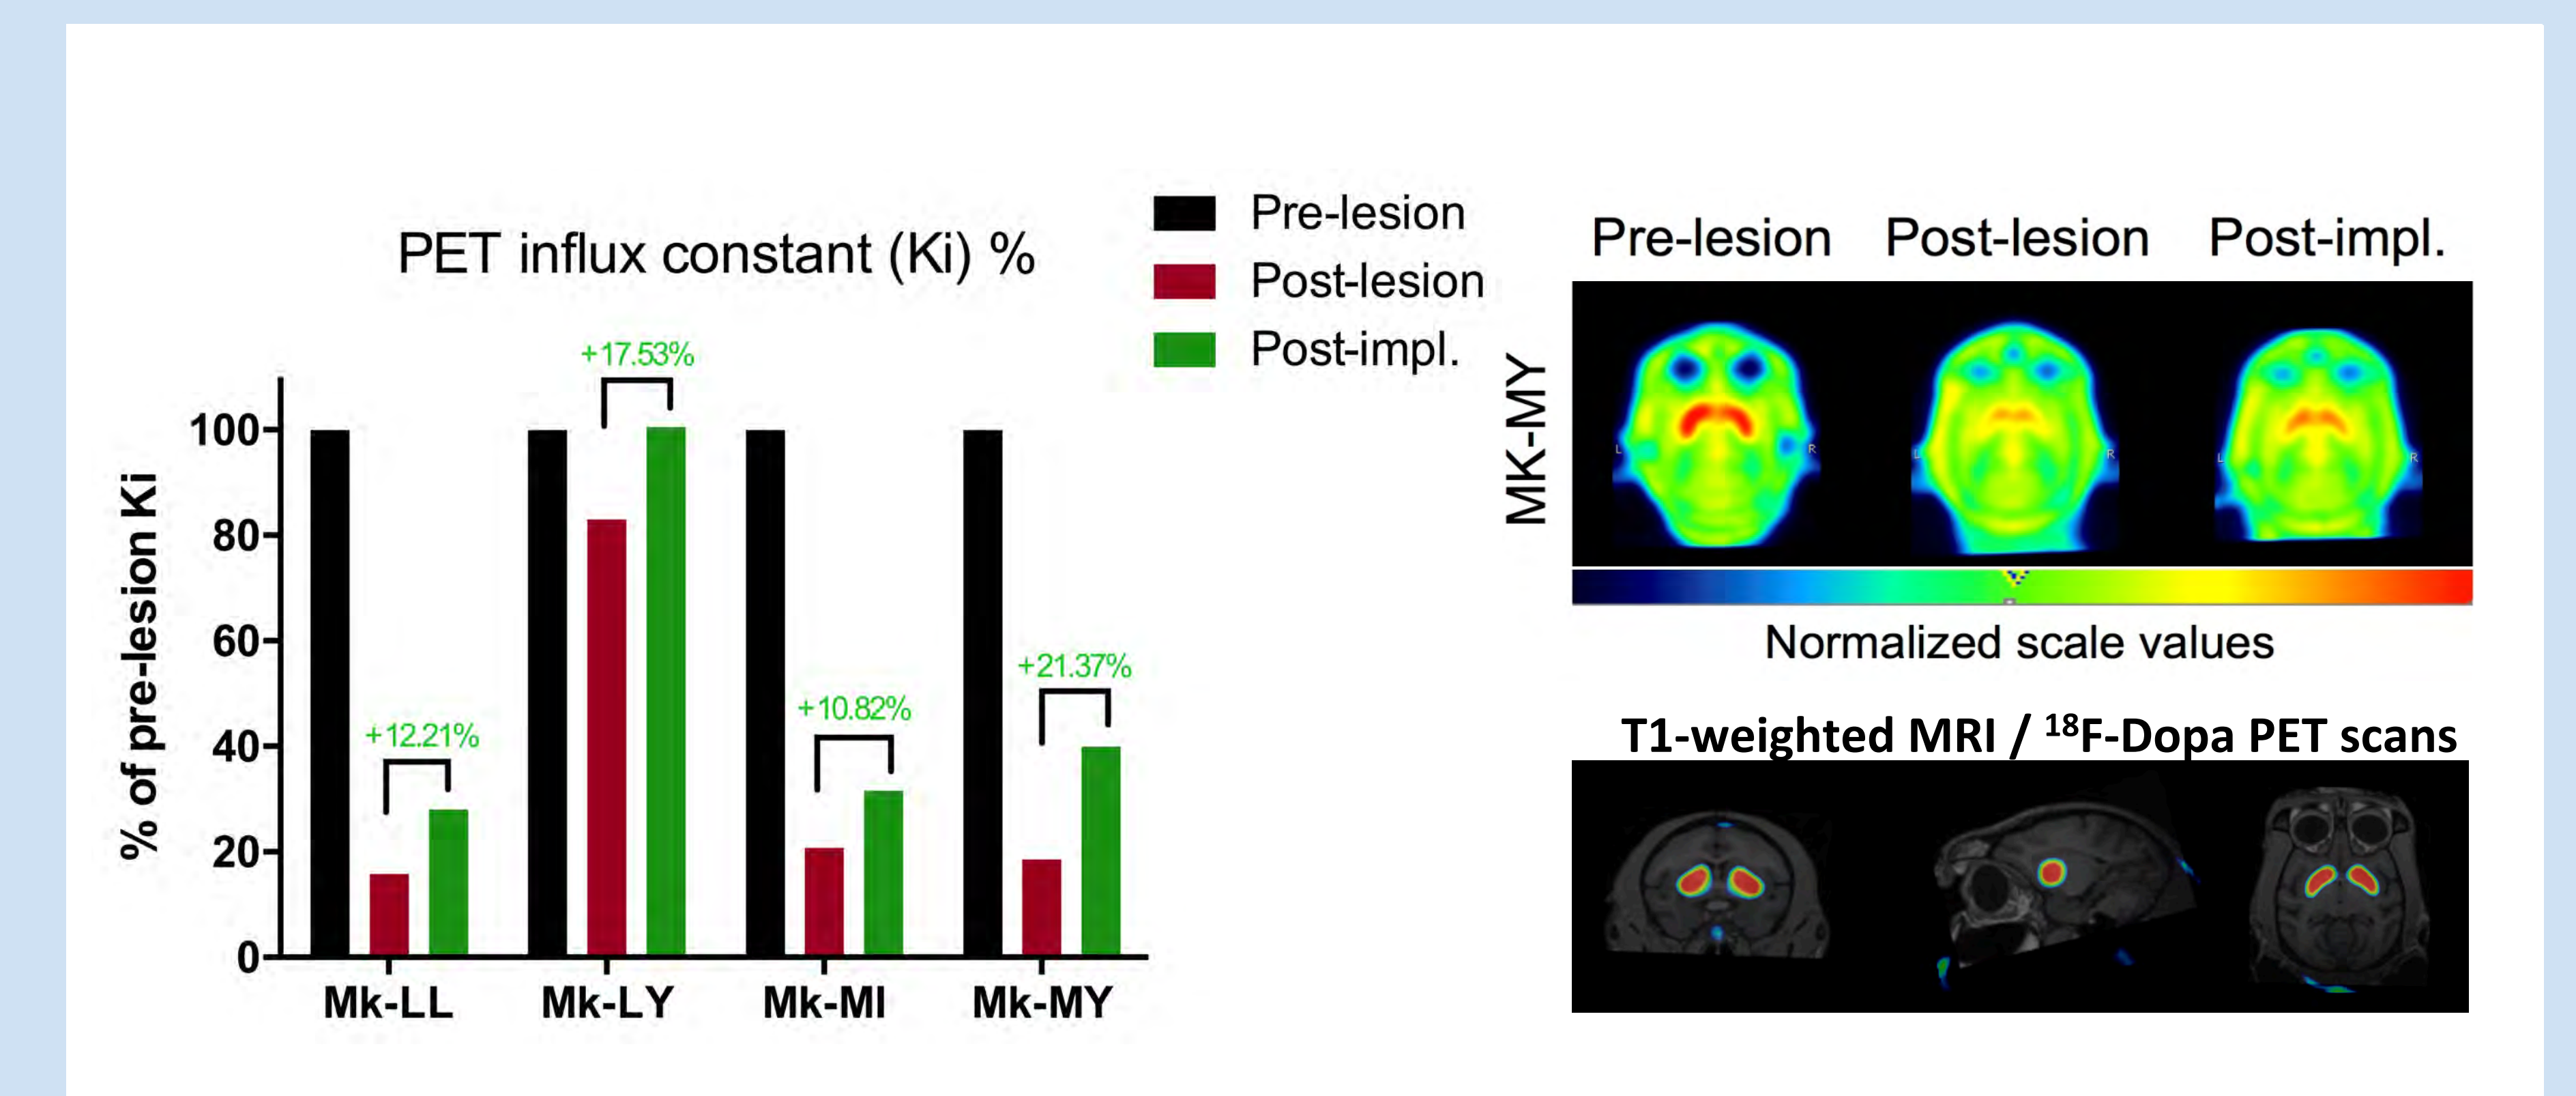 PET influx constant (Ki) %
Pre-lesion
Post-lesion
Post-impl.
% of pre-lesion Ki
100
80
60
40
20
0
+12.21%
+17.53%
+10.82%
+21.37%
Mk-LL
Mk-LY
Mk-MI
Mk-MY
Pre-lesion
Post-lesion
Post-impl.
MK-MY
L
R
L
R
L
R
Normalized scale values
T1-weighted MRI / ¹⁸F-Dopa PET scans